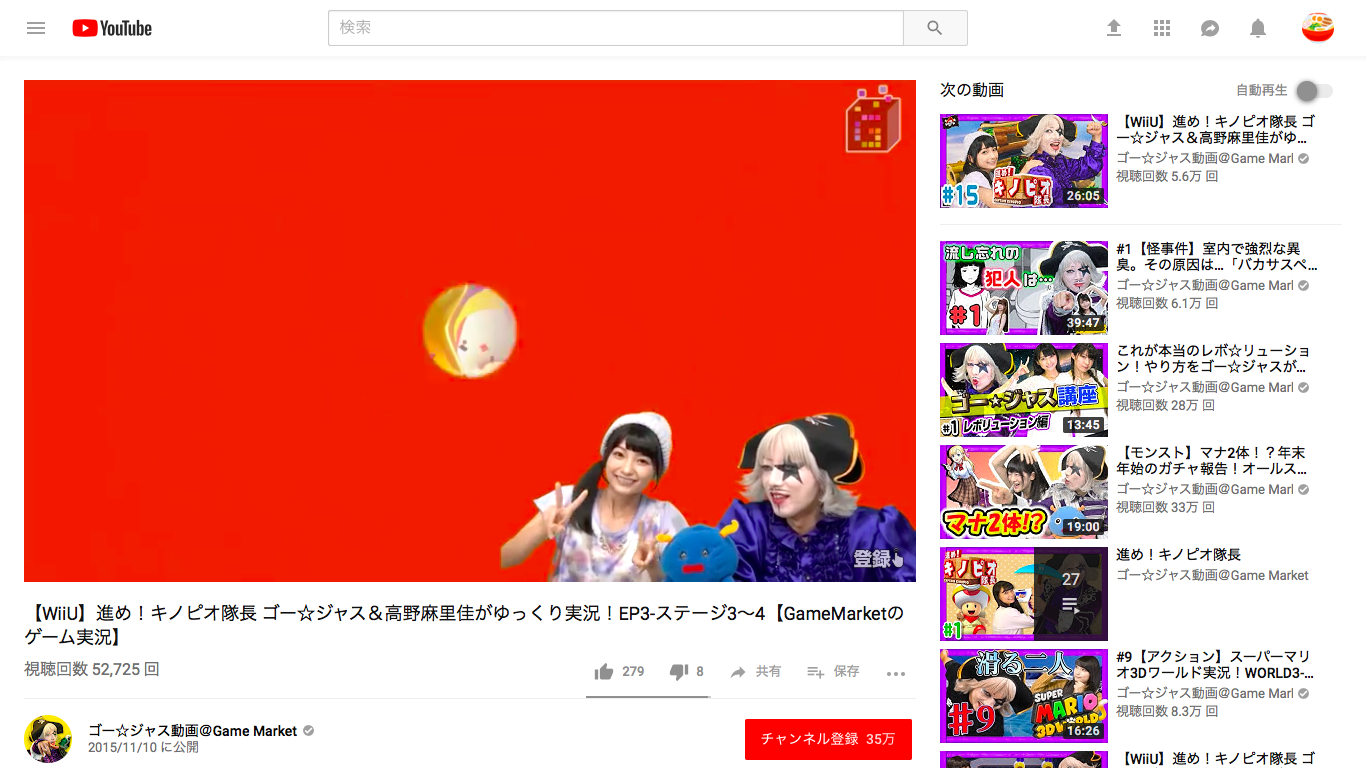 YouTube
検索
登録
【WiiU】進め！キノピオ隊長 ゴー☆ジャス＆高野麻里佳がゆっくり実況！EP3-ステージ3〜4【GameMarketの
ゲーム実況】
視聴回数 52,725 回
279
8
共有
保存
ゴー☆ジャス動画＠Game Market
2015/11/10 に公開
チャンネル登録 35万
次の動画
自動再生
進め！
キノピオ
隊長
#15
26:05
【WiiU】進め！キノピオ隊長 ゴ
ー☆ジャス＆高野麻里佳がゆ...
ゴー☆ジャス動画＠Game Marl
視聴回数 5.6万 回
流し忘れの
犯人は…
#1
39:47
#1【怪事件】室内で強烈な異
臭。その原因は...「バカサスペ...
ゴー☆ジャス動画＠Game Marl
視聴回数 6.1万 回
ゴー☆ジャス講座
#1 レボリューション編
13:45
これが本当のレボ☆リューショ
ン！やり方をゴー☆ジャスが...
ゴー☆ジャス動画＠Game Marl
視聴回数 28万 回
マナ2体!?
19:00
【モンスト】マナ2体！？年末
年始のガチャ報告！オールス...
ゴー☆ジャス動画＠Game Marl
視聴回数 33万 回
進め！
キノピオ
隊長
#1
27
進め！キノピオ隊長
ゴー☆ジャス動画＠Game Market
滑る二人
#9
SUPER
MARIO
3D WORLD
16:26
#9【アクション】スーパーマリ
オ3Dワールド実況！WORLD3-...
ゴー☆ジャス動画＠Game Marl
視聴回数 8.3万 回
【WiiU】進め！キノピオ隊長 ゴ